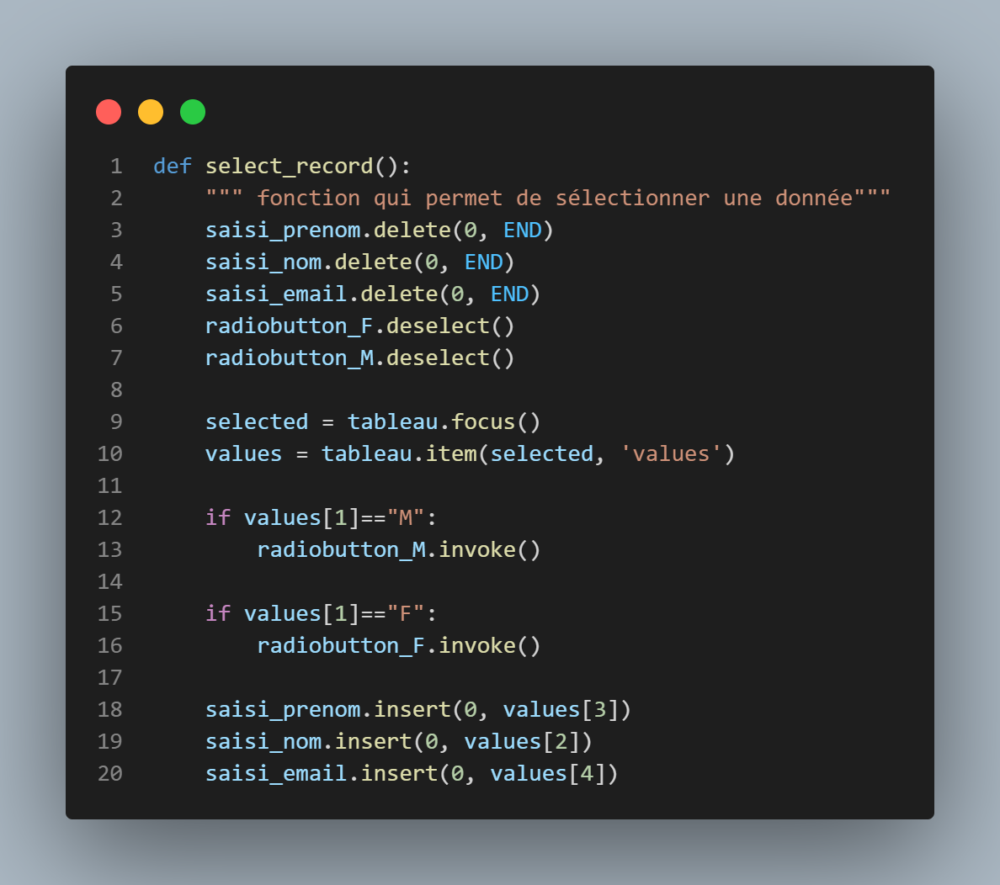 1 def select_record():
2     """ fonction qui permet de sélectionner une donnée"""
3     saisi_prenom.delete(0, END)
4     saisi_nom.delete(0, END)
5     saisi_email.delete(0, END)
6     radiobutton_F.deselect()
7     radiobutton_M.deselect()
8
9     selected = tableau.focus()
10     values = tableau.item(selected, 'values')
11
12     if values[1]=="M":
13         radiobutton_M.invoke()
14
15     if values[1]=="F":
16         radiobutton_F.invoke()
17
18     saisi_prenom.insert(0, values[3])
19     saisi_nom.insert(0, values[2])
20     saisi_email.insert(0, values[4])